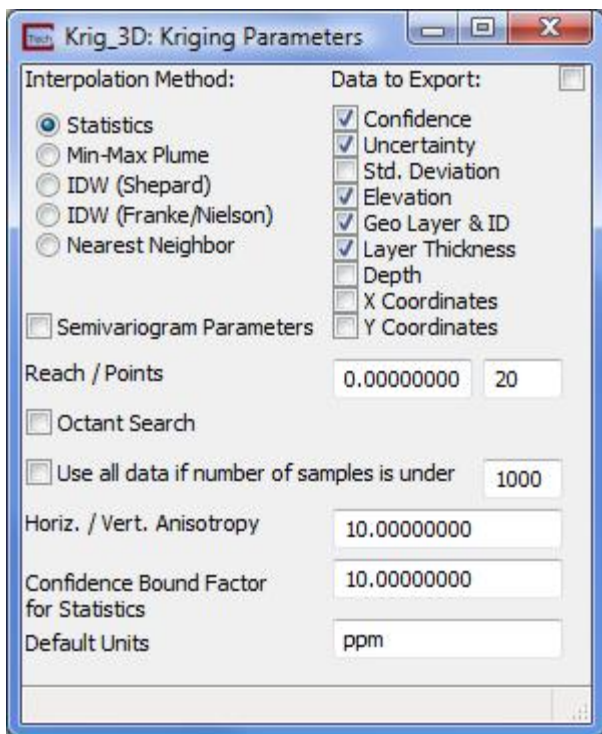 Tech Krig_3D: Kriging Parameters
Interpolation Method:
Data to Export:
Statistics
Min-Max Plume
IDW (Shepard)
IDW (Franke/Nielson)
Nearest Neighbor
Confidence
Uncertainty
Std. Deviation
Elevation
Geo Layer & ID
Layer Thickness
Depth
X Coordinates
Y Coordinates
Semivariogram Parameters
Reach / Points 0.00000000 20
Octant Search
Use all data if number of samples is under 1000
Horiz. / Vert. Anisotropy 10.00000000
Confidence Bound Factor 10.00000000
for Statistics
Default Units ppm